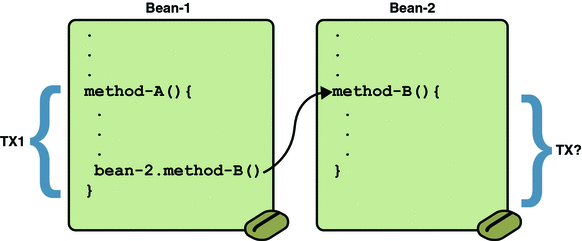 Bean-1
.
.
.
method-A(){
.
.
.
bean-2.method-B()
}
TX1
Bean-2
.
.
.
method-B(){
.
.
.
}
TX?